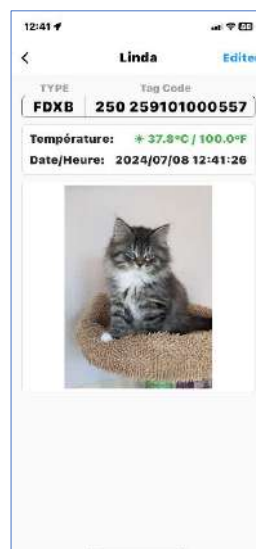 12:41
Linda
Editer
TYPE Tag Code
FDXB 250 259101000557
Température: 37.8°C / 100.0°F
Date/Heure: 2024/07/08 12:41:26